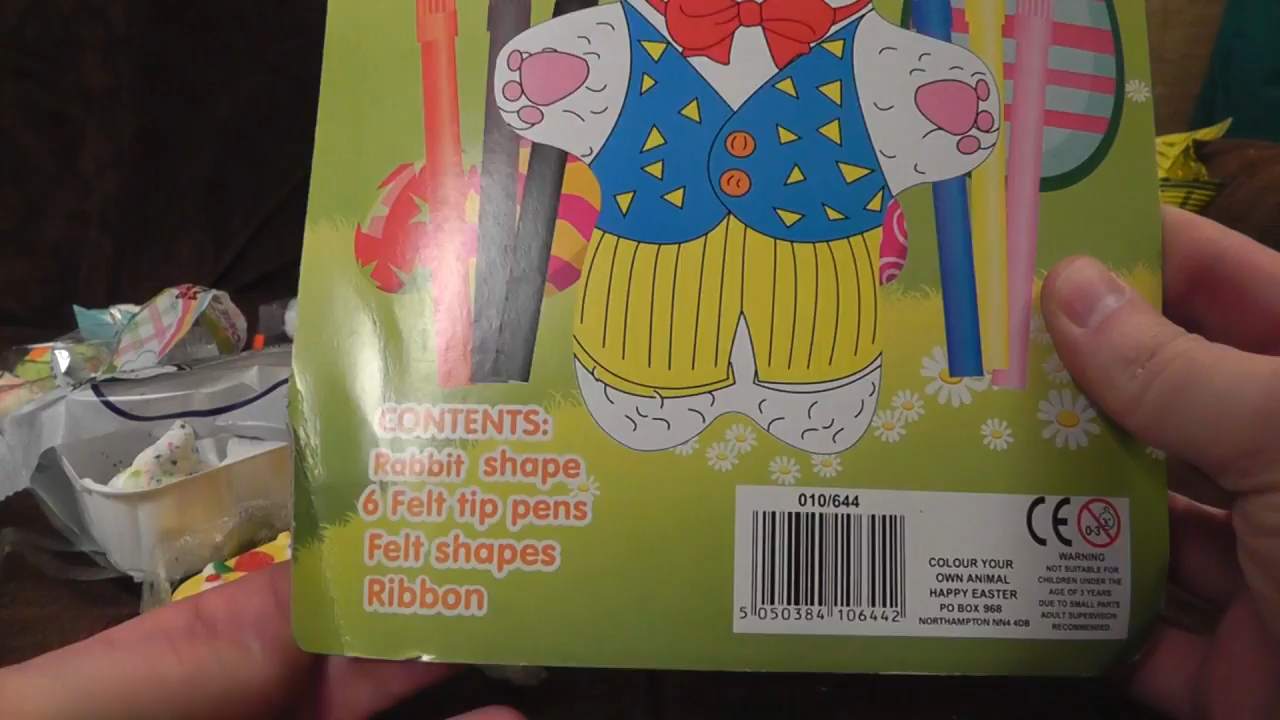 CONTENTS:
Rabbit shape
6 Felt tip pens
Felt shapes
Ribbon
010/644
5 050384 106442
COLOUR YOUR
OWN ANIMAL
HAPPY EASTER
PO BOX 968
NORTHAMPTON NN4 4DB
CE
0-3
WARNING
NOT SUITABLE FOR
CHILDREN UNDER THE
AGE OF 3 YEARS
DUE TO SMALL PARTS
ADULT SUPERVISION
RECOMMENDED.